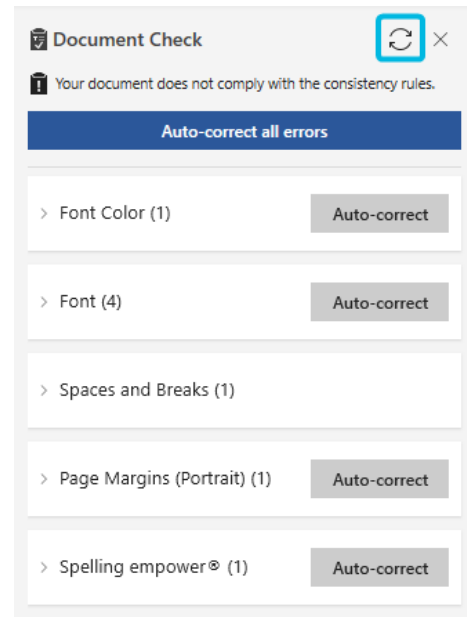 Document Check
Your document does not comply with the consistency rules.
Auto-correct all errors
Font Color (1)
Auto-correct
Font (4)
Auto-correct
Spaces and Breaks (1)
Page Margins (Portrait) (1)
Auto-correct
Spelling empower® (1)
Auto-correct